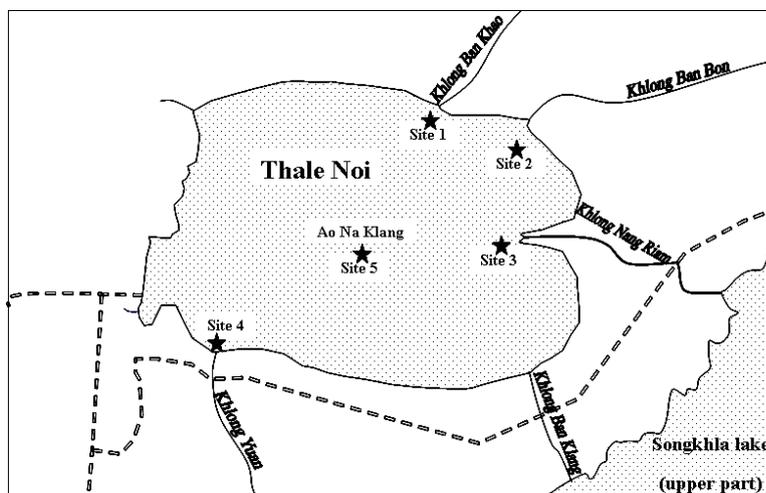 Khlong Ban Khao
Khlong Ban Bon
Site 1
Site 2
Thale Noi
Khlong Nang Riam
Ao Na Klang
Site 5
Site 3
Site 4
Khlong Yuan
Khlong Ban Klang
Songkhla lake
(upper part)